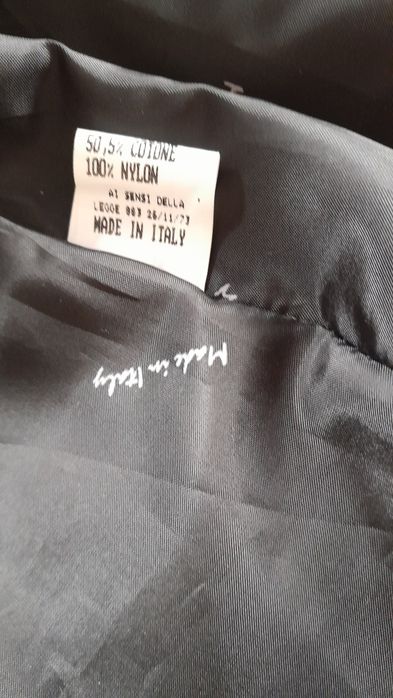 50,5% COTONE
100% NYLON
AI SENSI DELLA
LEGGE 883 26/11/73
MADE IN ITALY
Made in Italy